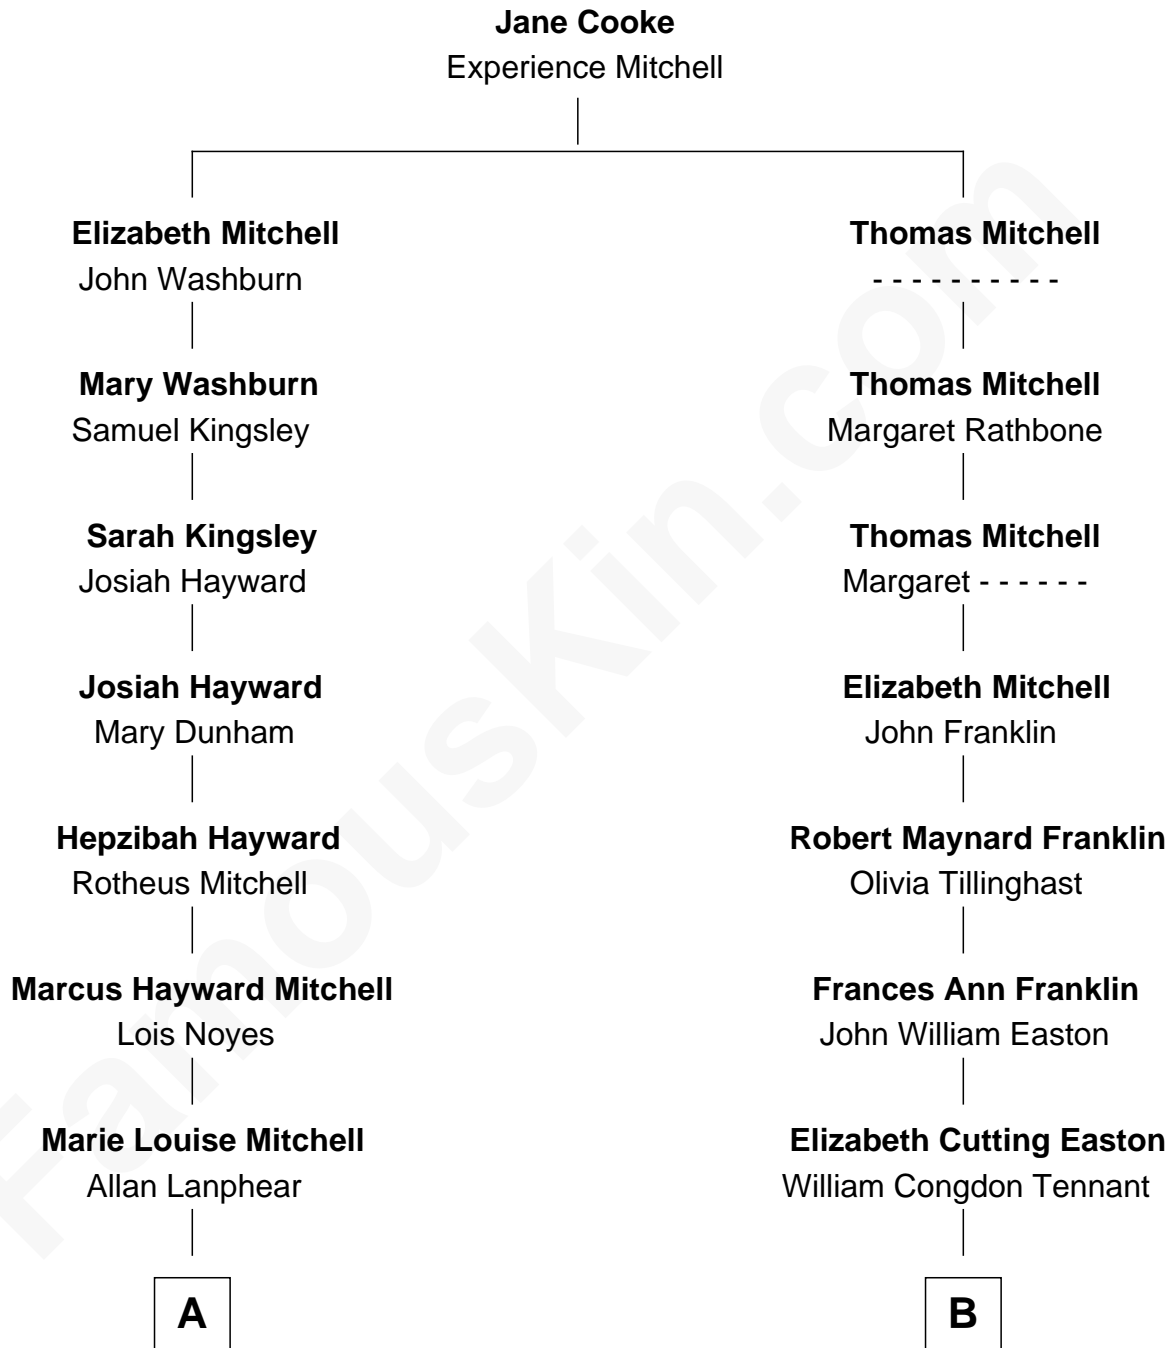 Jane Cooke
Experience Mitchell
Elizabeth Mitchell
John Washburn
Thomas Mitchell
- - - - - - - - - -
Mary Washburn
Samuel Kingsley
Thomas Mitchell
Margaret Rathbone
Sarah Kingsley
Josiah Hayward
Thomas Mitchell
Margaret - - - - - -
Josiah Hayward
Mary Dunham
Elizabeth Mitchell
John Franklin
Hepzibah Hayward
Rotheus Mitchell
Robert Maynard Franklin
Olivia Tillinghast
Marcus Hayward Mitchell
Lois Noyes
Frances Ann Franklin
John William Easton
Marie Louise Mitchell
Allan Lanphear
Elizabeth Cutting Easton
William Congdon Tennant
A
B
FamousKin.com